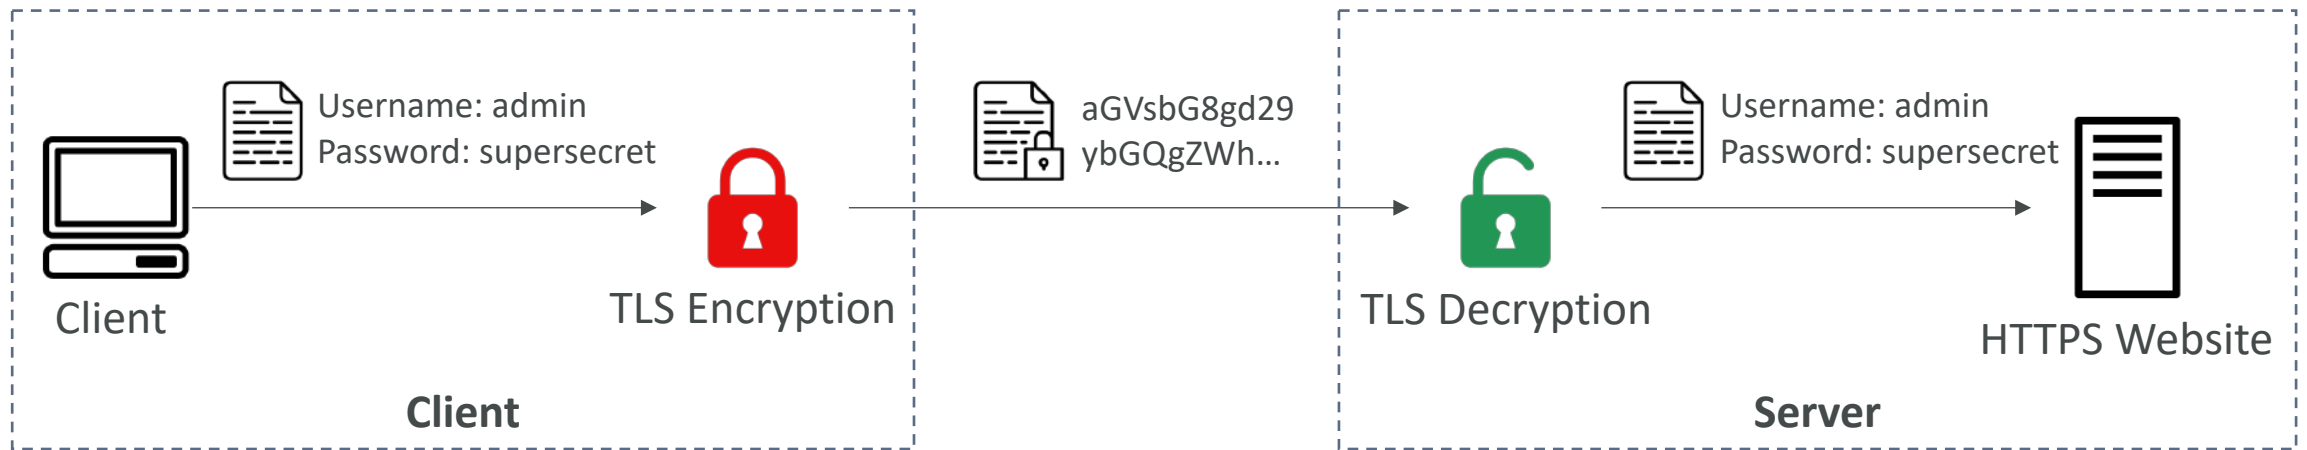 Username: admin
Password: supersecret
aGVsbG8gd29
ybGQgZWh...
Username: admin
Password: supersecret
Client
TLS Encryption
TLS Decryption
HTTPS Website
Client
Server